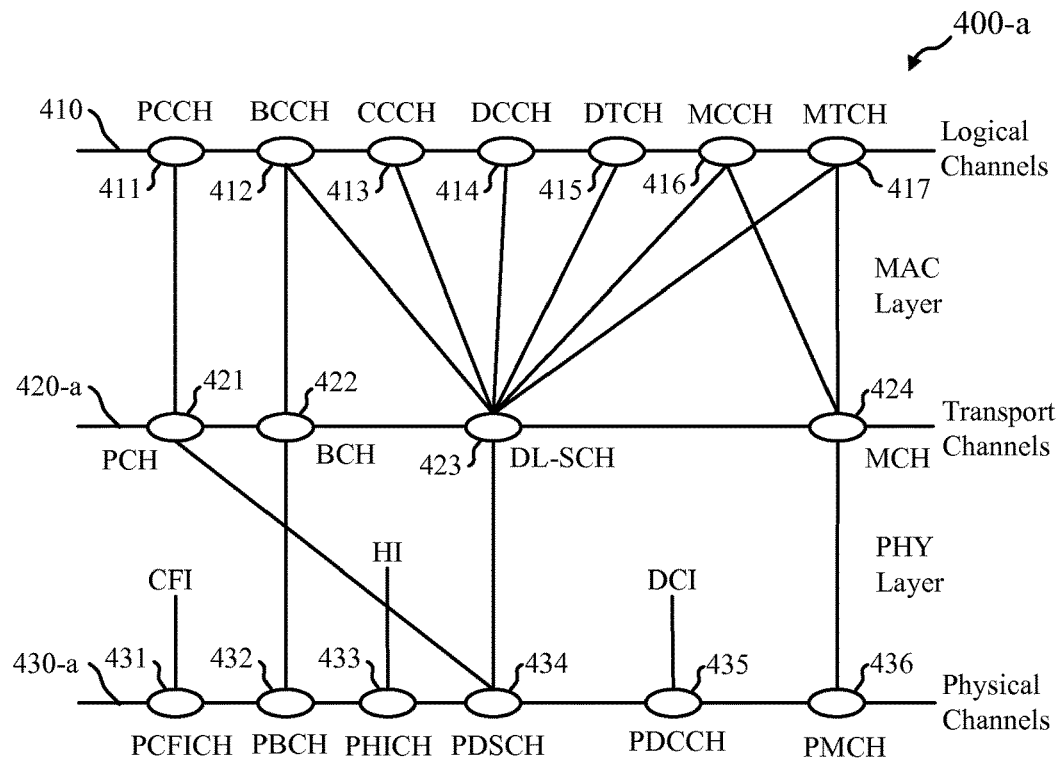 400-a
410
PCCH BCCH CCCH DCCH DTCH MCCH MTCH
Logical
Channels
411 412 413 414 415 416 417
MAC
Layer
420-a
421 422 424
Transport
Channels
PCH BCH 423 DL-SCH MCH
PHY
Layer
CFI HI DCI
430-a
431 432 433 434 435 436
Physical
Channels
PCFICH PBCH PHICH PDSCH PDCCH PMCH